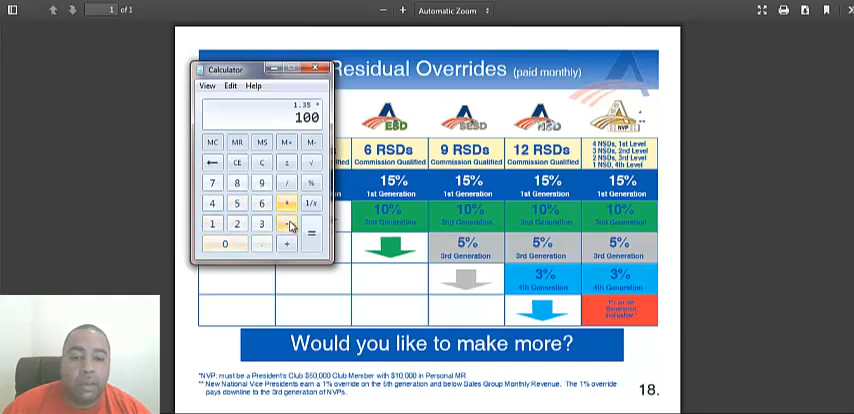 1 of 1
Automatic Zoom
Calculator
View Edit Help
1.35 *
100
MC MR MS M+ M-
← CE C ± √
7 8 9 / %
4 5 6 * 1/x
1 2 3 - =
0 . +
Residual Overrides (paid monthly)
ESD SESD NSD NVP
6 RSDs 9 RSDs 12 RSDs
Commission Qualified Commission Qualified Commission Qualified
4 NSDs, 1st Level
3 NSDs, 2nd Level
2 NSDs, 3rd Level
1 NSD, 4th Level
15% 15% 15% 15%
1st Generation 1st Generation 1st Generation 1st Generation
10% 10% 10% 10%
2nd Generation 2nd Generation 2nd Generation 2nd Generation
5% 5% 5%
3rd Generation 3rd Generation 3rd Generation
3% 3%
4th Generation 4th Generation
1% on 5th
Generation
and below*
Would you like to make more?
*NVP: must be a President's Club $50,000 Club Member with $10,000 in Personal MR
** New National Vice Presidents earn a 1% override on the 5th generation and below Sales Group Monthly Revenue. The 1% override
pays downline to the 3rd generation of NVPs.
18.